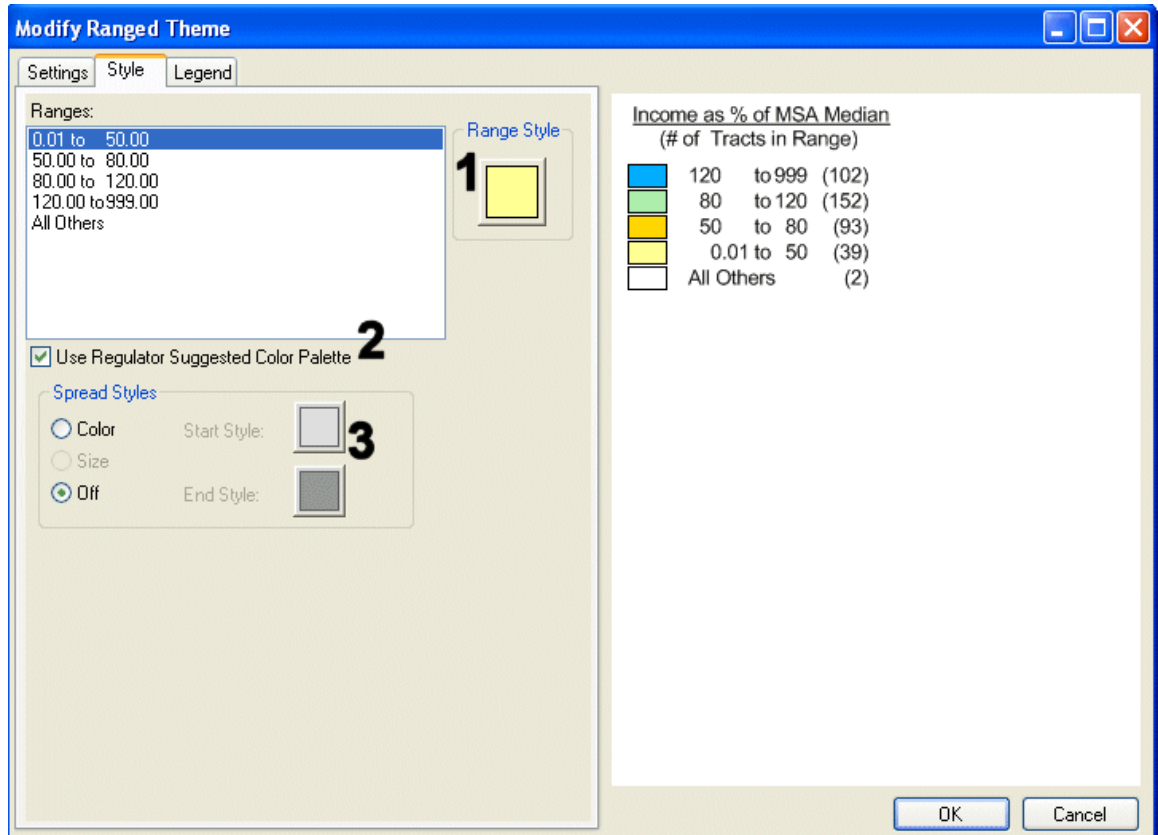 Modify Ranged Theme
Settings Style Legend
Ranges:
0.01 to 50.00
50.00 to 80.00
80.00 to 120.00
120.00 to 999.00
All Others
Range Style
1
Use Regulator Suggested Color Palette 2
Spread Styles
Color Start Style: 3
Size
Off End Style:
Income as % of MSA Median
(# of Tracts in Range)
120 to 999 (102)
80 to 120 (152)
50 to 80 (93)
0.01 to 50 (39)
All Others (2)
OK Cancel